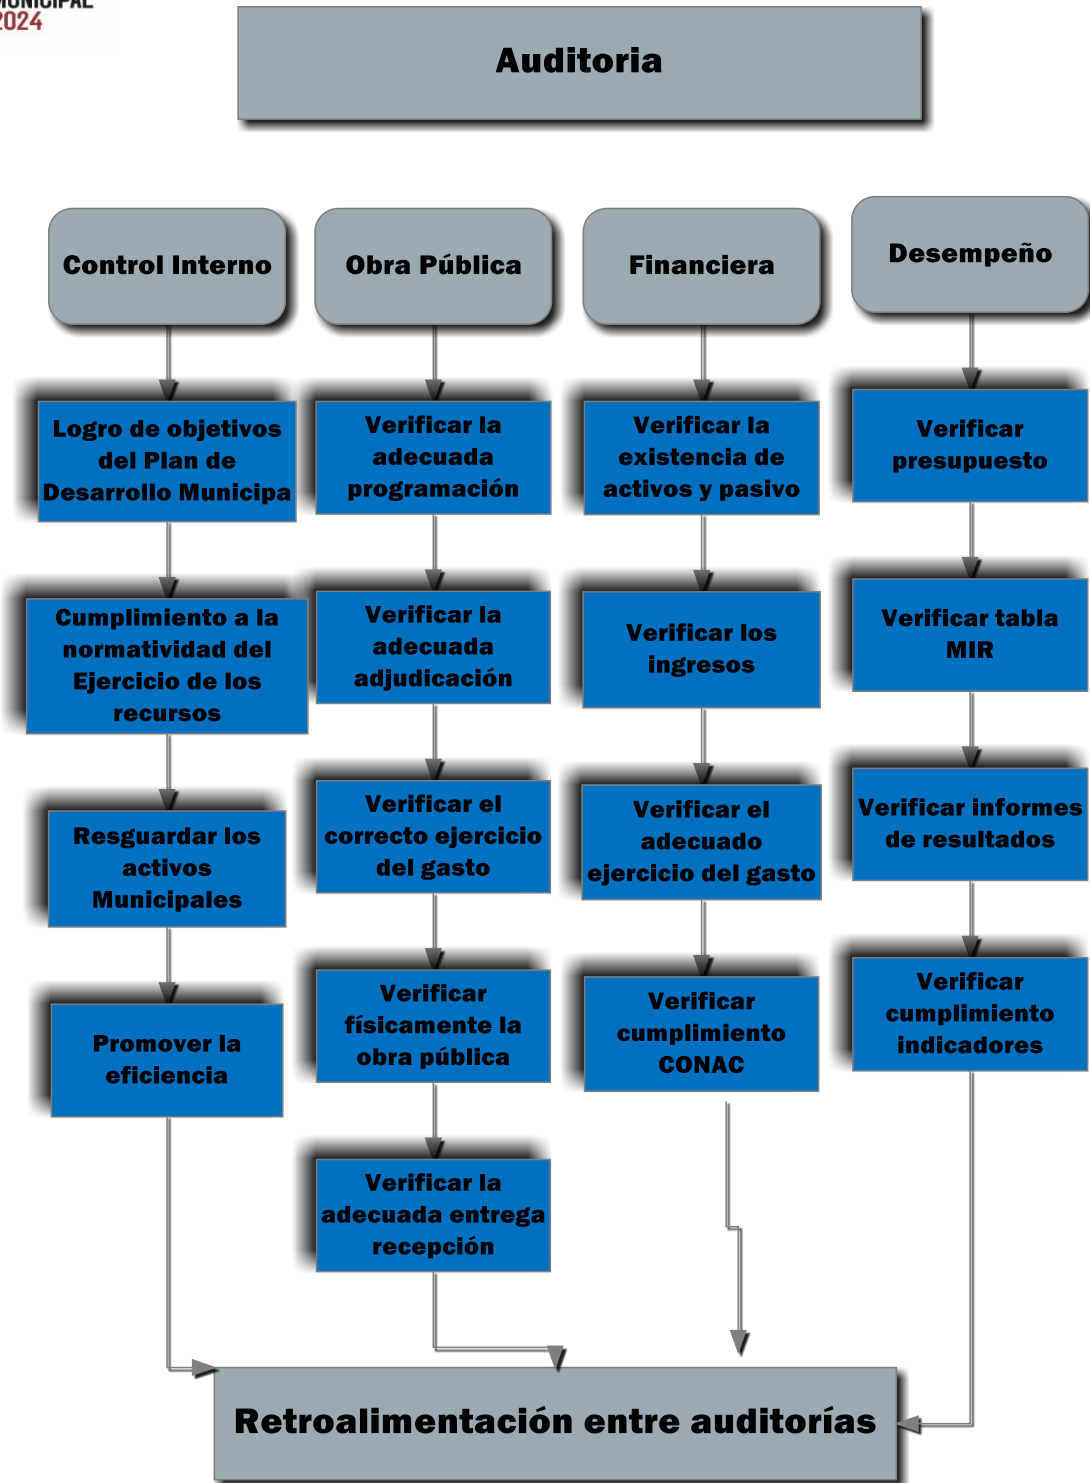 MUNICIPAL
2024
Auditoria
Control Interno
Logro de objetivos
del Plan de
Desarrollo Municipa
Cumplimiento a la
normatividad del
Ejercicio de los
recursos
Resguardar los
activos
Municipales
Promover la
eficiencia
Obra Pública
Verificar la
adecuada
programación
Verificar la
adecuada
adjudicación
Verificar el
correcto ejercicio
del gasto
Verificar
físicamente la
obra pública
Verificar la
adecuada entrega
recepción
Financiera
Verificar la
existencia de
activos y pasivo
Verificar los
ingresos
Verificar el
adecuado
ejercicio del gasto
Verificar
cumplimiento
CONAC
Desempeño
Verificar
presupuesto
Verificar tabla
MIR
Verificar informes
de resultados
Verificar
cumplimiento
indicadores
Retroalimentación entre auditorías